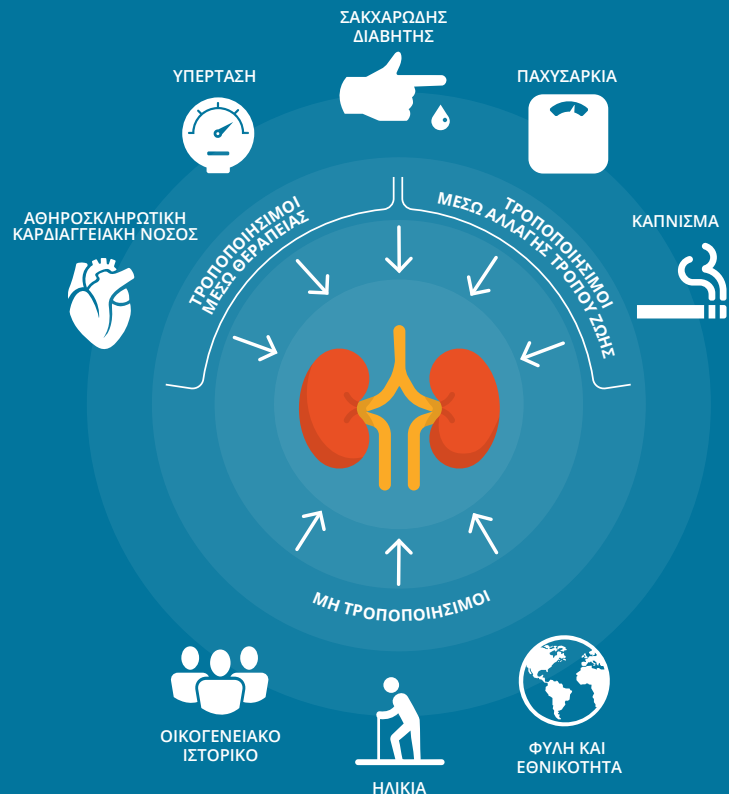 ΣΑΚΧΑΡΩΔΗΣ
ΔΙΑΒΗΤΗΣ
ΥΠΕΡΤΑΣΗ
ΠΑΧΥΣΑΡΚΙΑ
ΑΘΗΡΟΣΚΛΗΡΩΤΙΚΗ
ΚΑΡΔΙΑΓΓΕΙΑΚΗ ΝΟΣΟΣ
ΚΑΠΝΙΣΜΑ
ΤΡΟΠΟΠΟΙΗΣΙΜΟΙ
ΜΕΣΩ ΘΕΡΑΠΕΙΑΣ
ΤΡΟΠΟΠΟΙΗΣΙΜΟΙ
ΜΕΣΩ ΑΛΛΑΓΗΣ ΤΡΟΠΟΥ ΖΩΗΣ
ΜΗ ΤΡΟΠΟΠΟΙΗΣΙΜΟΙ
ΟΙΚΟΓΕΝΕΙΑΚΟ
ΙΣΤΟΡΙΚΟ
ΗΛΙΚΙΑ
ΦΥΛΗ ΚΑΙ
ΕΘΝΙΚΟΤΗΤΑ